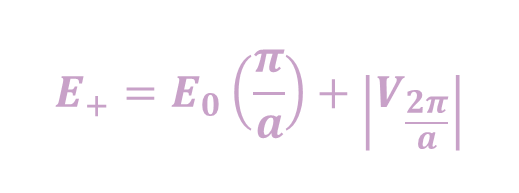 E₊ = E₀ (π/a) + |V_{2π/a}|